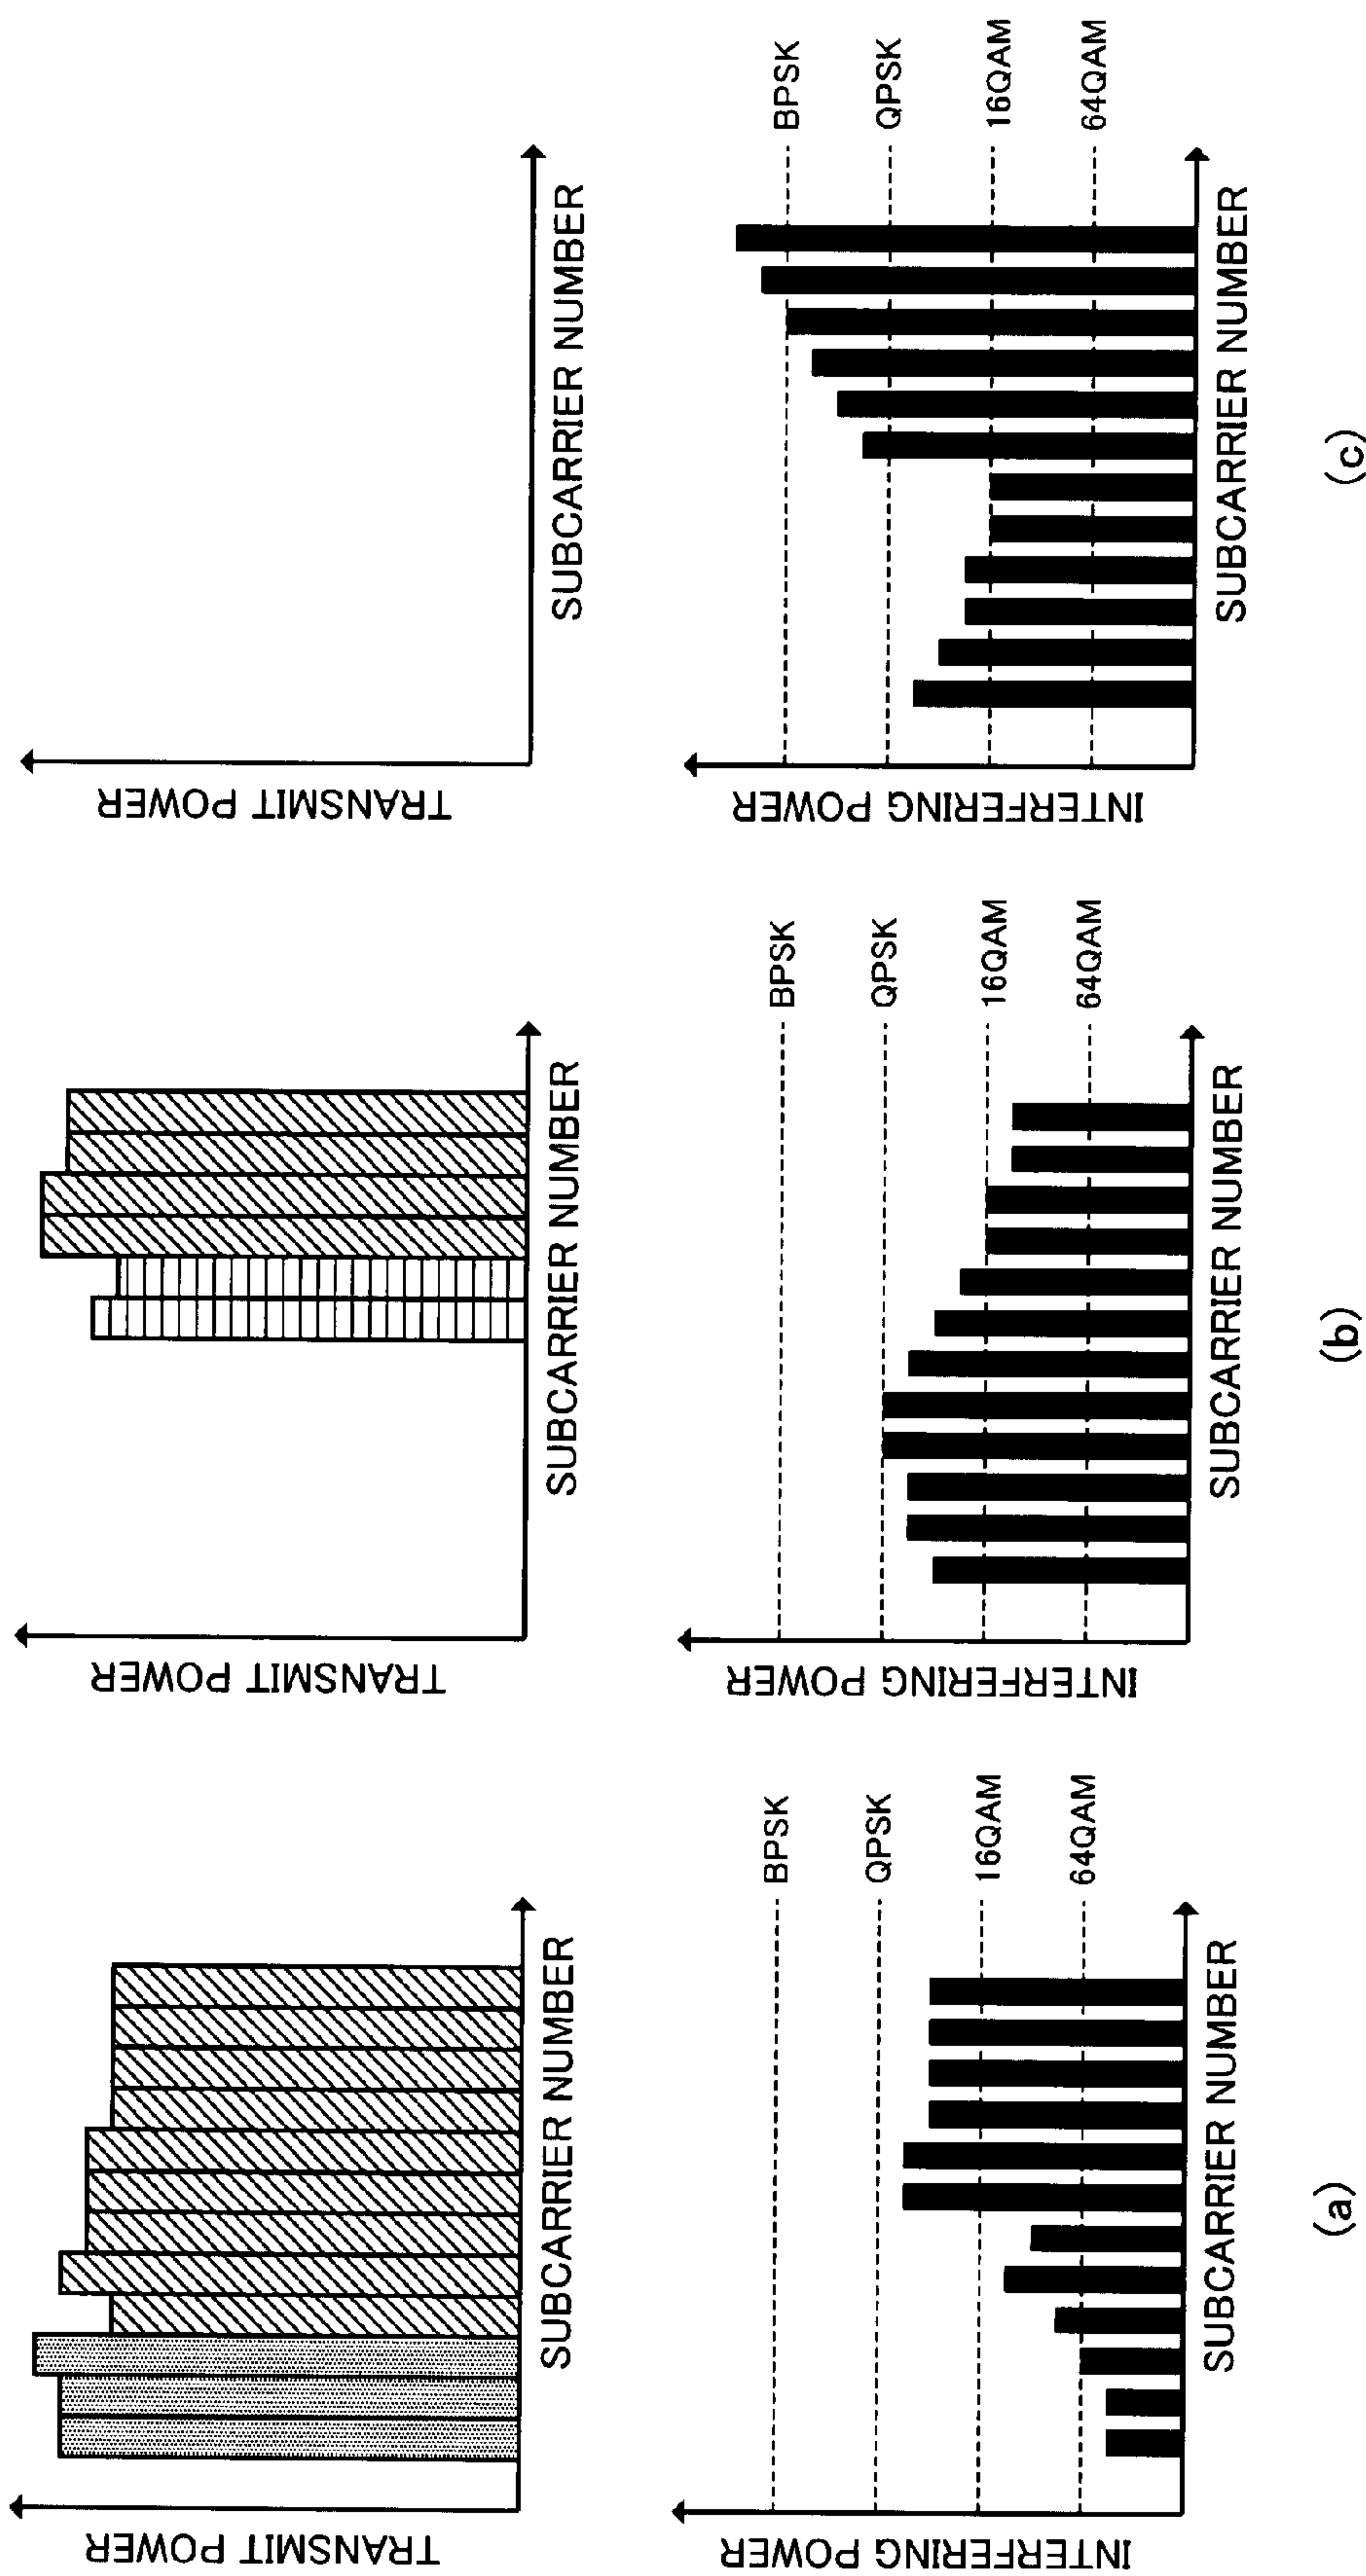 TRANSMIT POWER
SUBCARRIER NUMBER
INTERFERING POWER
BPSK
QPSK
16QAM
64QAM
SUBCARRIER NUMBER
(a)
TRANSMIT POWER
SUBCARRIER NUMBER
INTERFERING POWER
BPSK
QPSK
16QAM
64QAM
SUBCARRIER NUMBER
(b)
TRANSMIT POWER
SUBCARRIER NUMBER
INTERFERING POWER
BPSK
QPSK
16QAM
64QAM
SUBCARRIER NUMBER
(c)